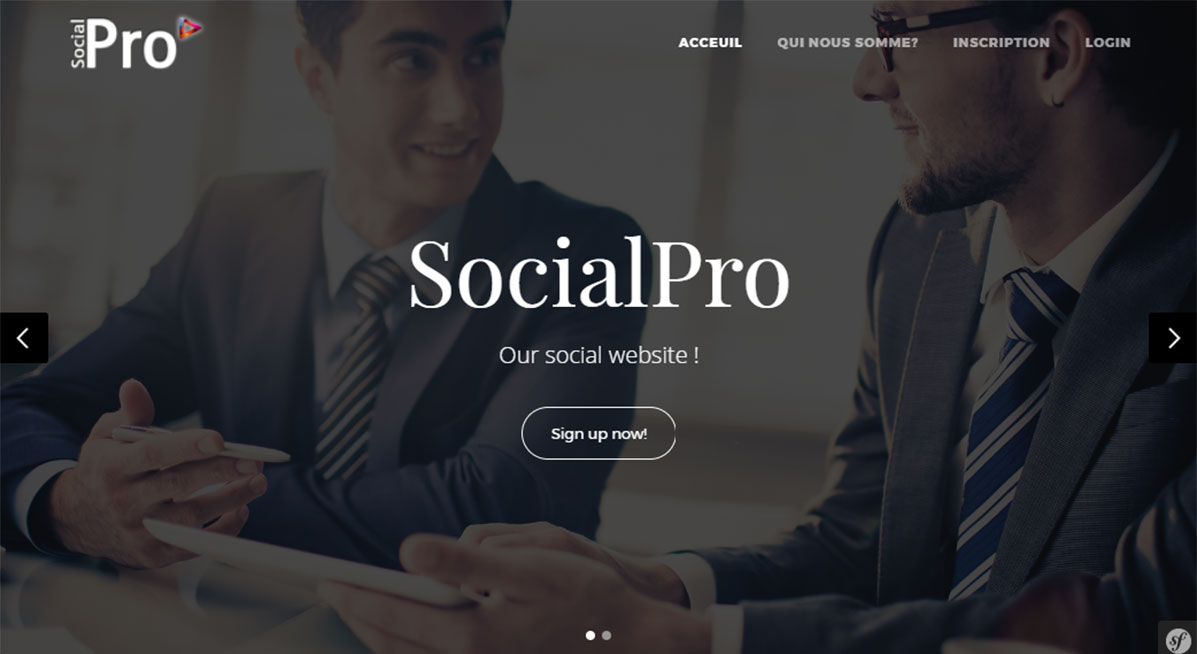 Social
Pro
ACCEUIL
QUI NOUS SOMME?
INSCRIPTION
LOGIN
SocialPro
Our social website !
Sign up now!
sf